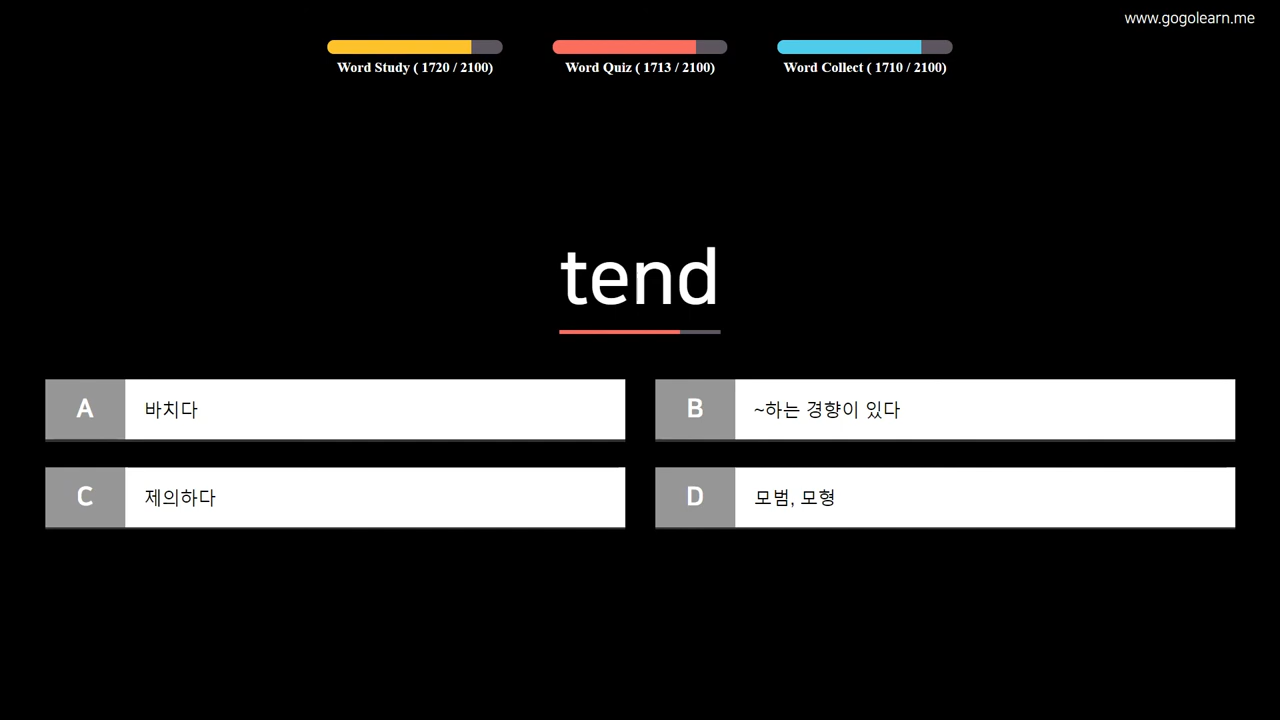 www.gogolearn.me
Word Study ( 1720 / 2100)
Word Quiz ( 1713 / 2100)
Word Collect ( 1710 / 2100)
tend
A 바치다
B ~하는 경향이 있다
C 제의하다
D 모범, 모형